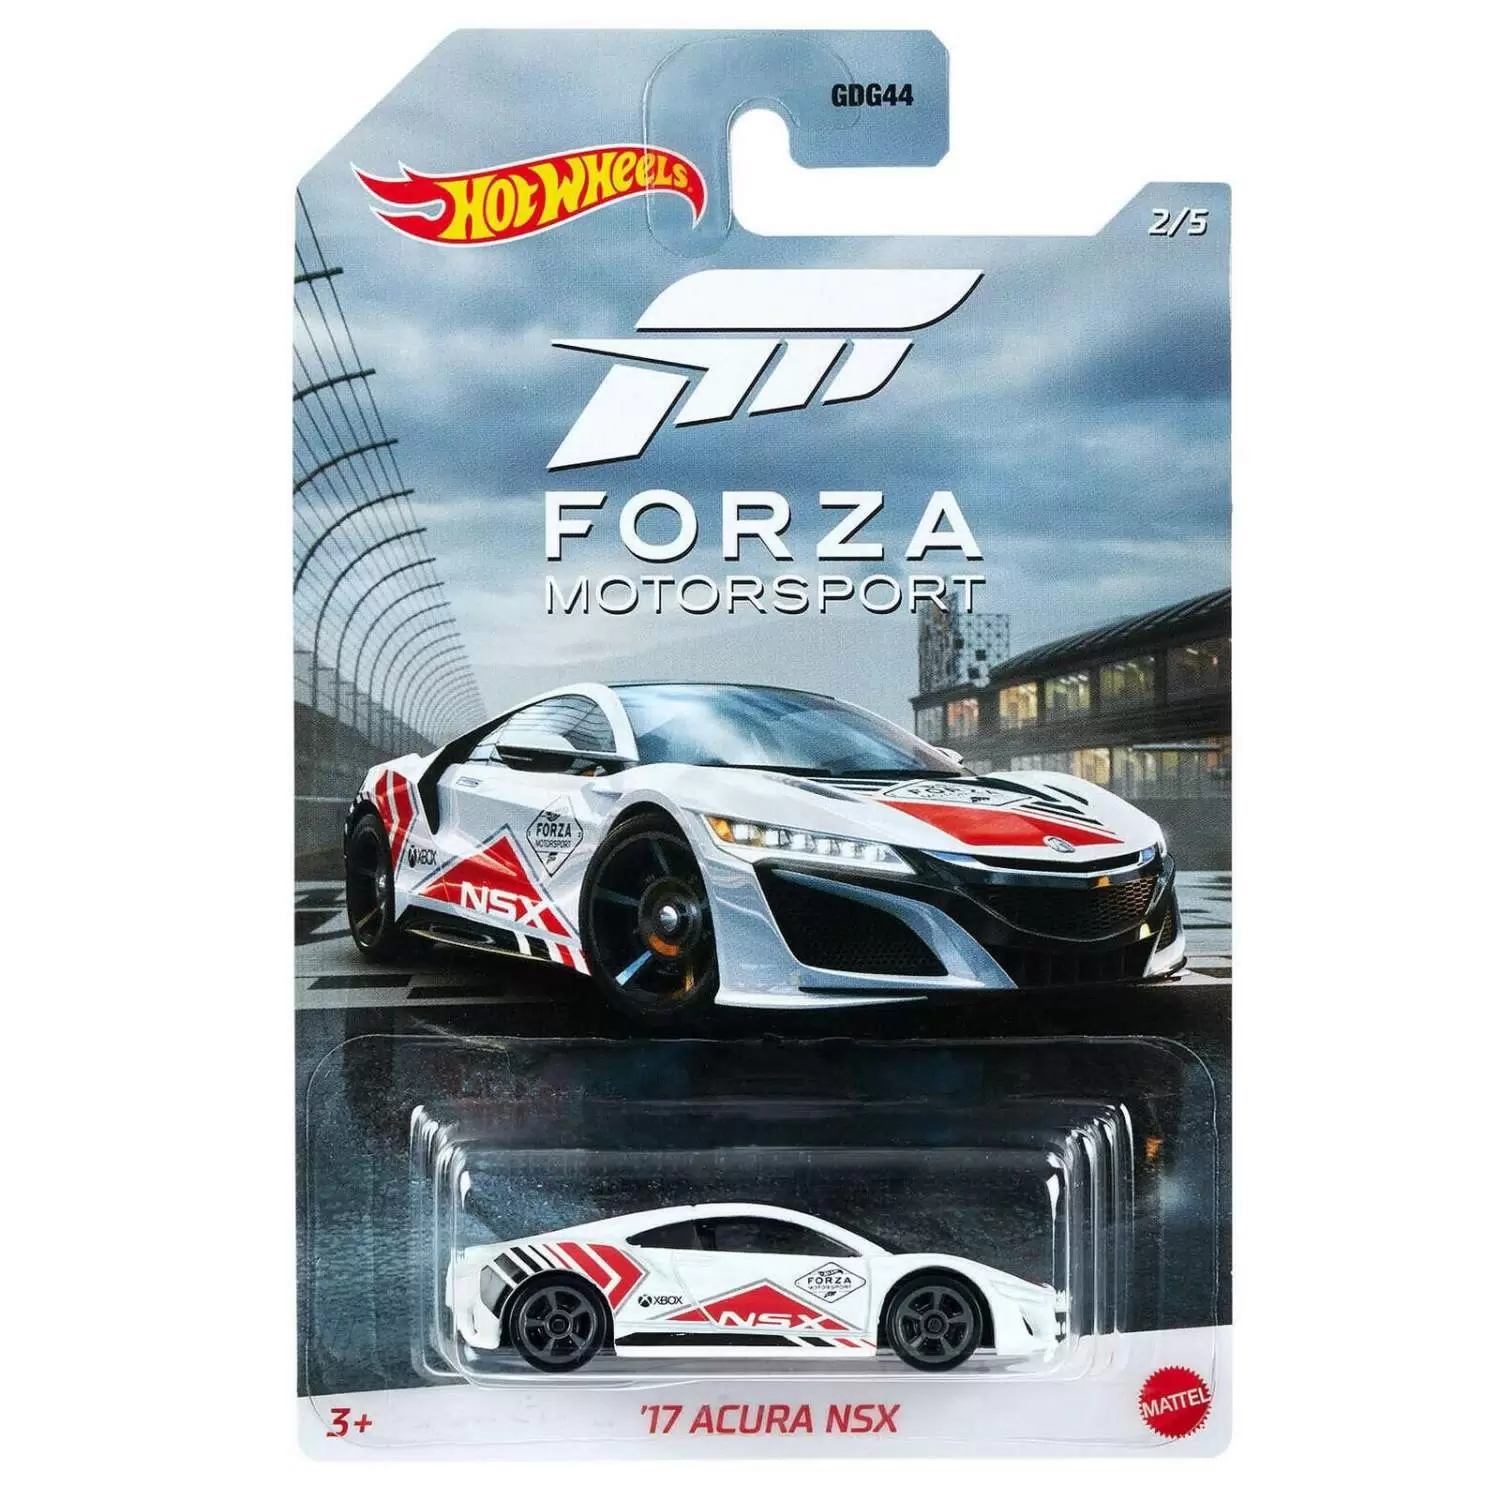 GDG44
HOT WHEELS
2/5
FORZA
MOTORSPORT
FORZA
MOTORSPORT
XBOX
NSX
FORZA
MOTORSPORT
XBOX
NSX
3+
'17 ACURA NSX
MATTEL